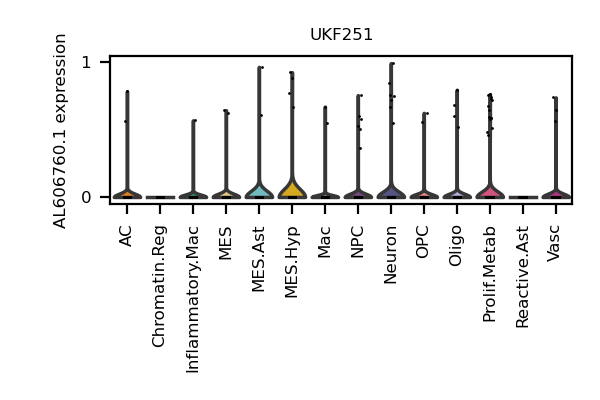 UKF251
AL606760.1 expression
1
0
AC
Chromatin.Reg
Inflammatory.Mac
MES
MES.Ast
MES.Hyp
Mac
NPC
Neuron
OPC
Oligo
Prolif.Metab
Reactive.Ast
Vasc